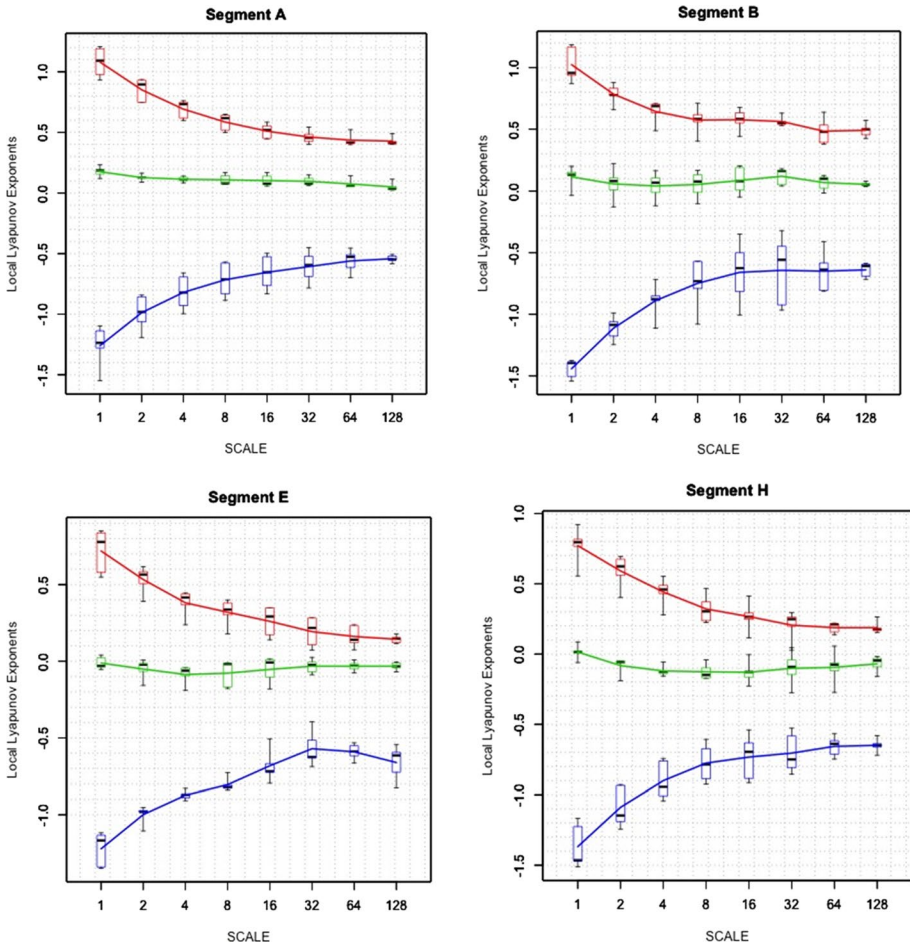 Segment A
Local Lyapunov Exponents
1.0
0.5
0.0
-0.5
-1.0
-1.5
1 2 4 8 16 32 64 128
SCALE
Segment B
Local Lyapunov Exponents
1.0
0.5
0.0
-0.5
-1.0
-1.5
1 2 4 8 16 32 64 128
SCALE
Segment E
Local Lyapunov Exponents
0.5
0.0
-0.5
-1.0
1 2 4 8 16 32 64 128
SCALE
Segment H
Local Lyapunov Exponents
1.0
0.5
0.0
-0.5
-1.0
-1.5
1 2 4 8 16 32 64 128
SCALE